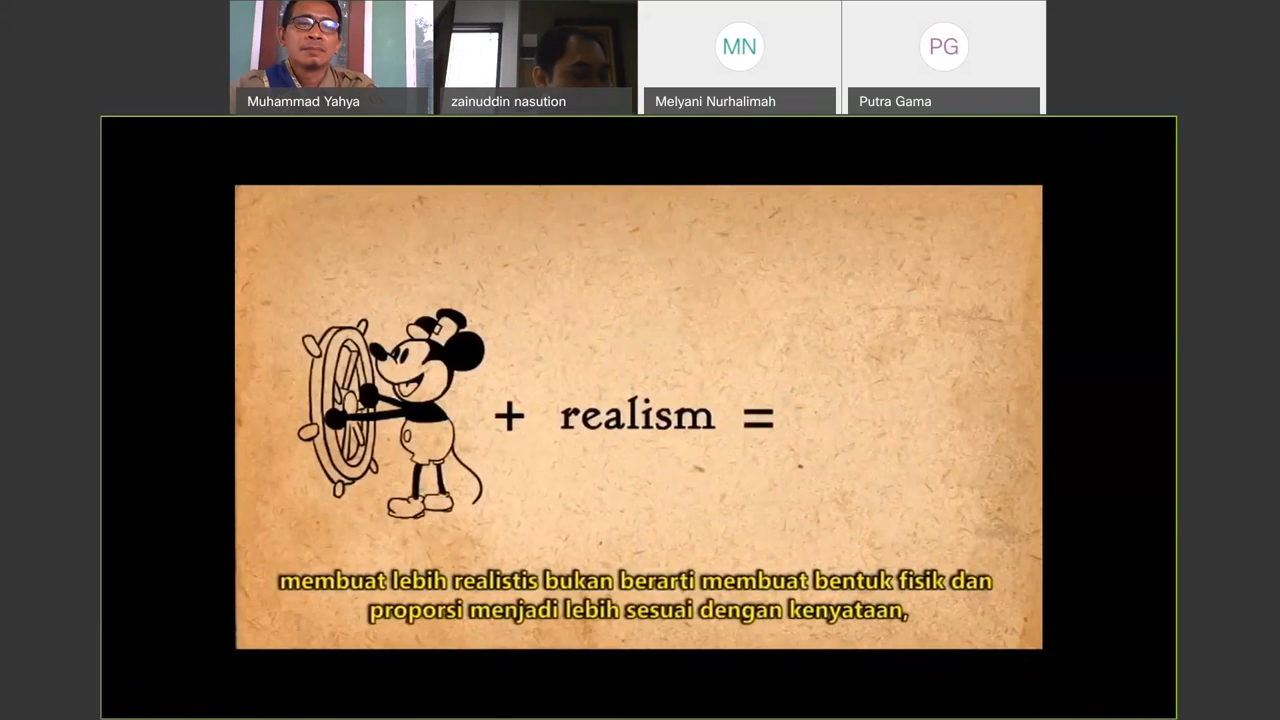 MN
PG
Muhammad Yahya
zainuddin nasution
Melyani Nurhalimah
Putra Gama
+ realism =
membuat lebih realistis bukan berarti membuat bentuk fisik dan
proporsi menjadi lebih sesuai dengan kenyataan,